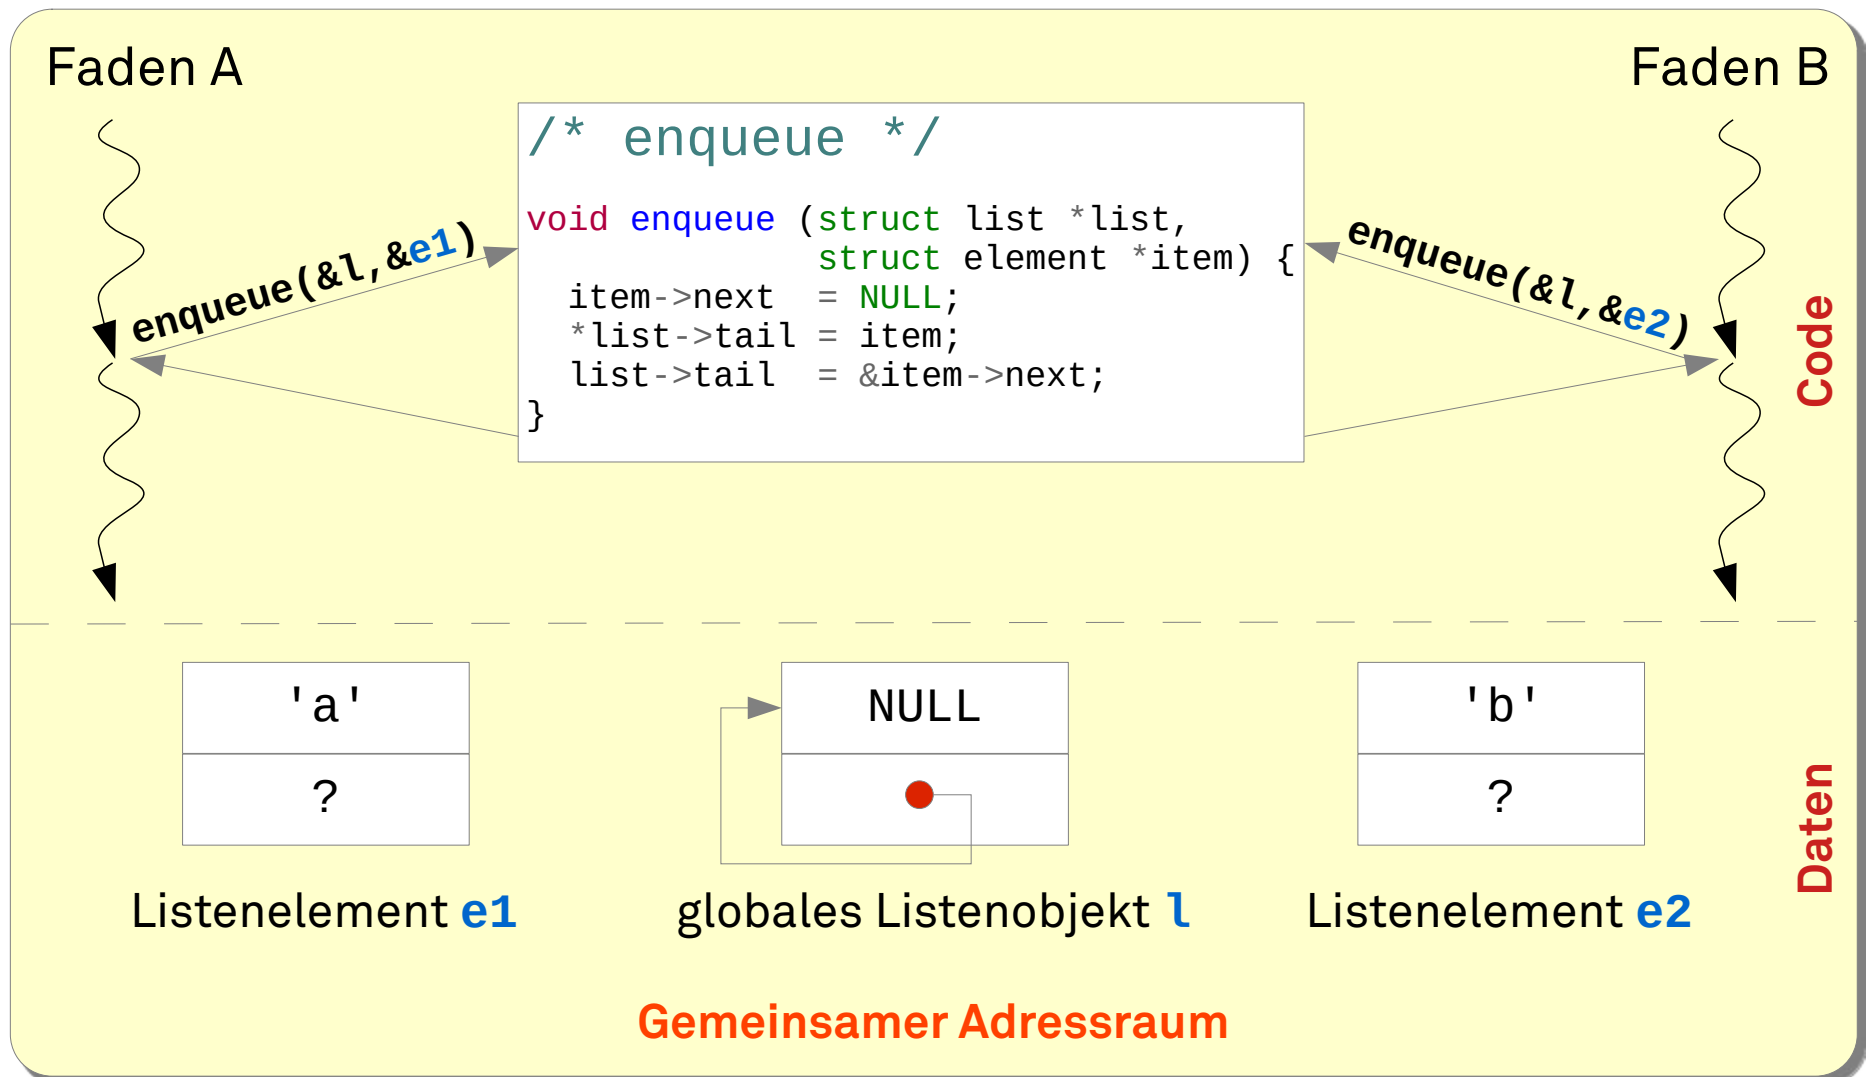 Faden A
Faden B
/* enqueue */
void enqueue (struct list *list,
struct element *item) {
item->next = NULL;
*list->tail = item;
list->tail = &item->next;
}
enqueue(&l,&e1)
enqueue(&l,&e2)
Code
'a'
?
NULL
'b'
?
Daten
Listenelement e1
globales Listenobjekt l
Listenelement e2
Gemeinsamer Adressraum